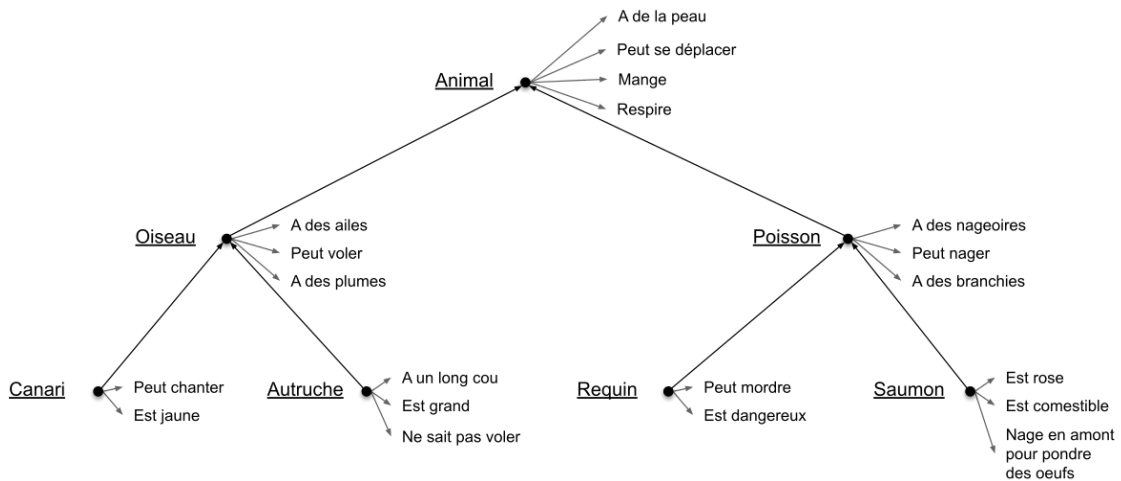 A de la peau
Peut se déplacer
Animal
Mange
Respire
Oiseau
A des ailes
Peut voler
A des plumes
Poisson
A des nageoires
Peut nager
A des branchies
Canari
Peut chanter
Est jaune
Autruche
A un long cou
Est grand
Ne sait pas voler
Requin
Peut mordre
Est dangereux
Saumon
Est rose
Est comestible
Nage en amont
pour pondre
des oeufs